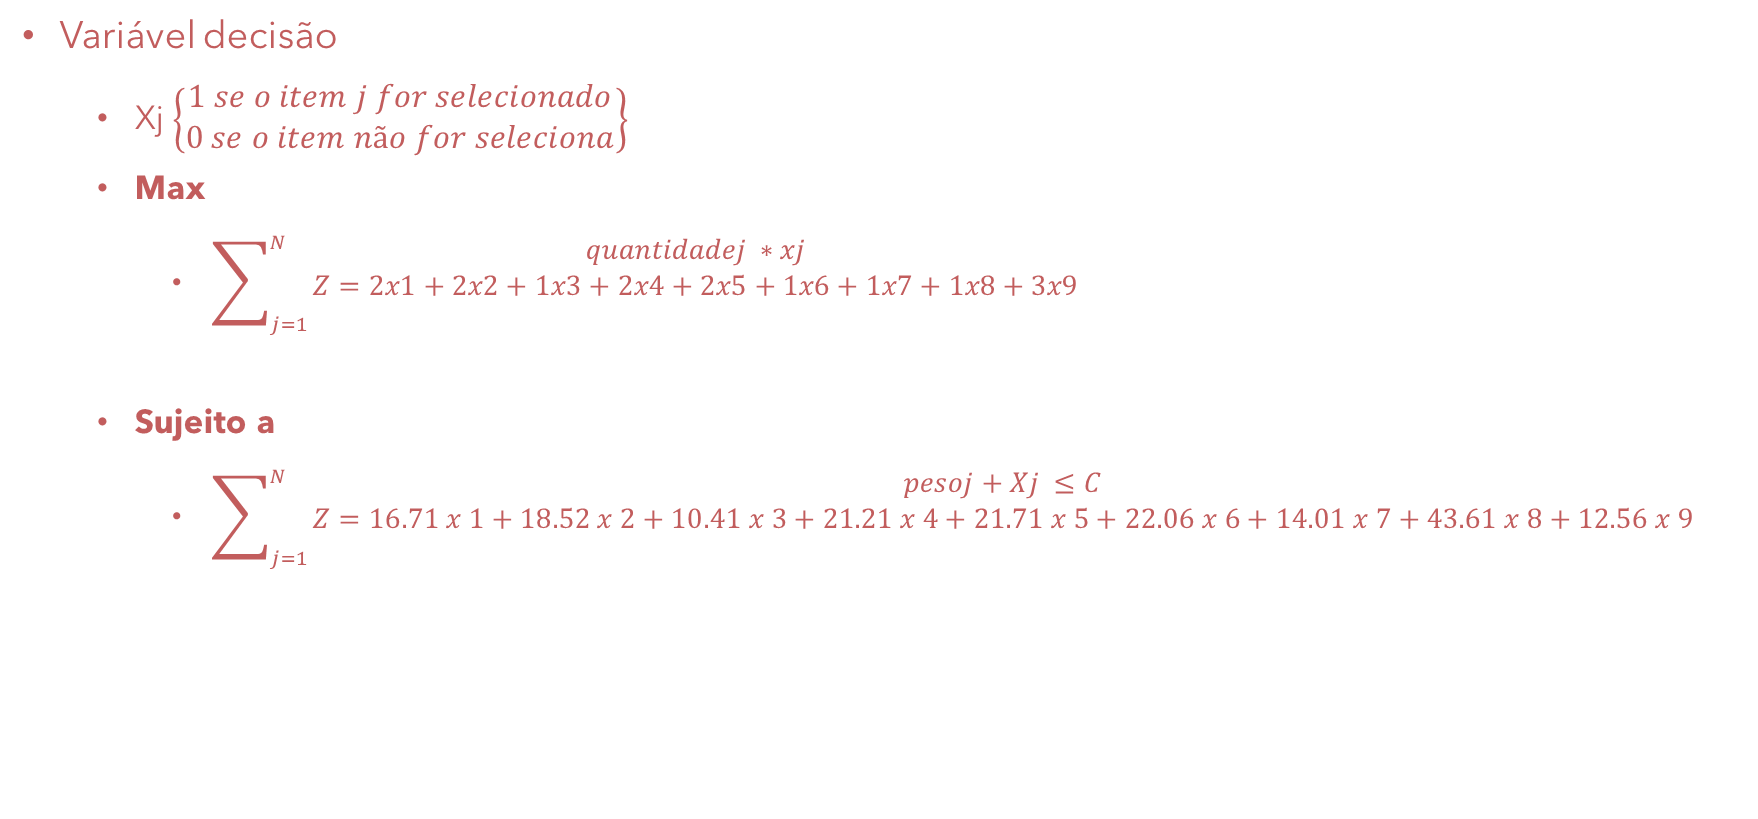 • Variável decisão
• Xj {1 se o item j for selecionado
0 se o item não for seleciona}
• Max
• ∑ N j=1 quantidadej ∗ xj
Z = 2x1 + 2x2 + 1x3 + 2x4 + 2x5 + 1x6 + 1x7 + 1x8 + 3x9
• Sujeito a
• ∑ N j=1 pesoj + Xj ≤ C
Z = 16.71 x 1 + 18.52 x 2 + 10.41 x 3 + 21.21 x 4 + 21.71 x 5 + 22.06 x 6 + 14.01 x 7 + 43.61 x 8 + 12.56 x 9